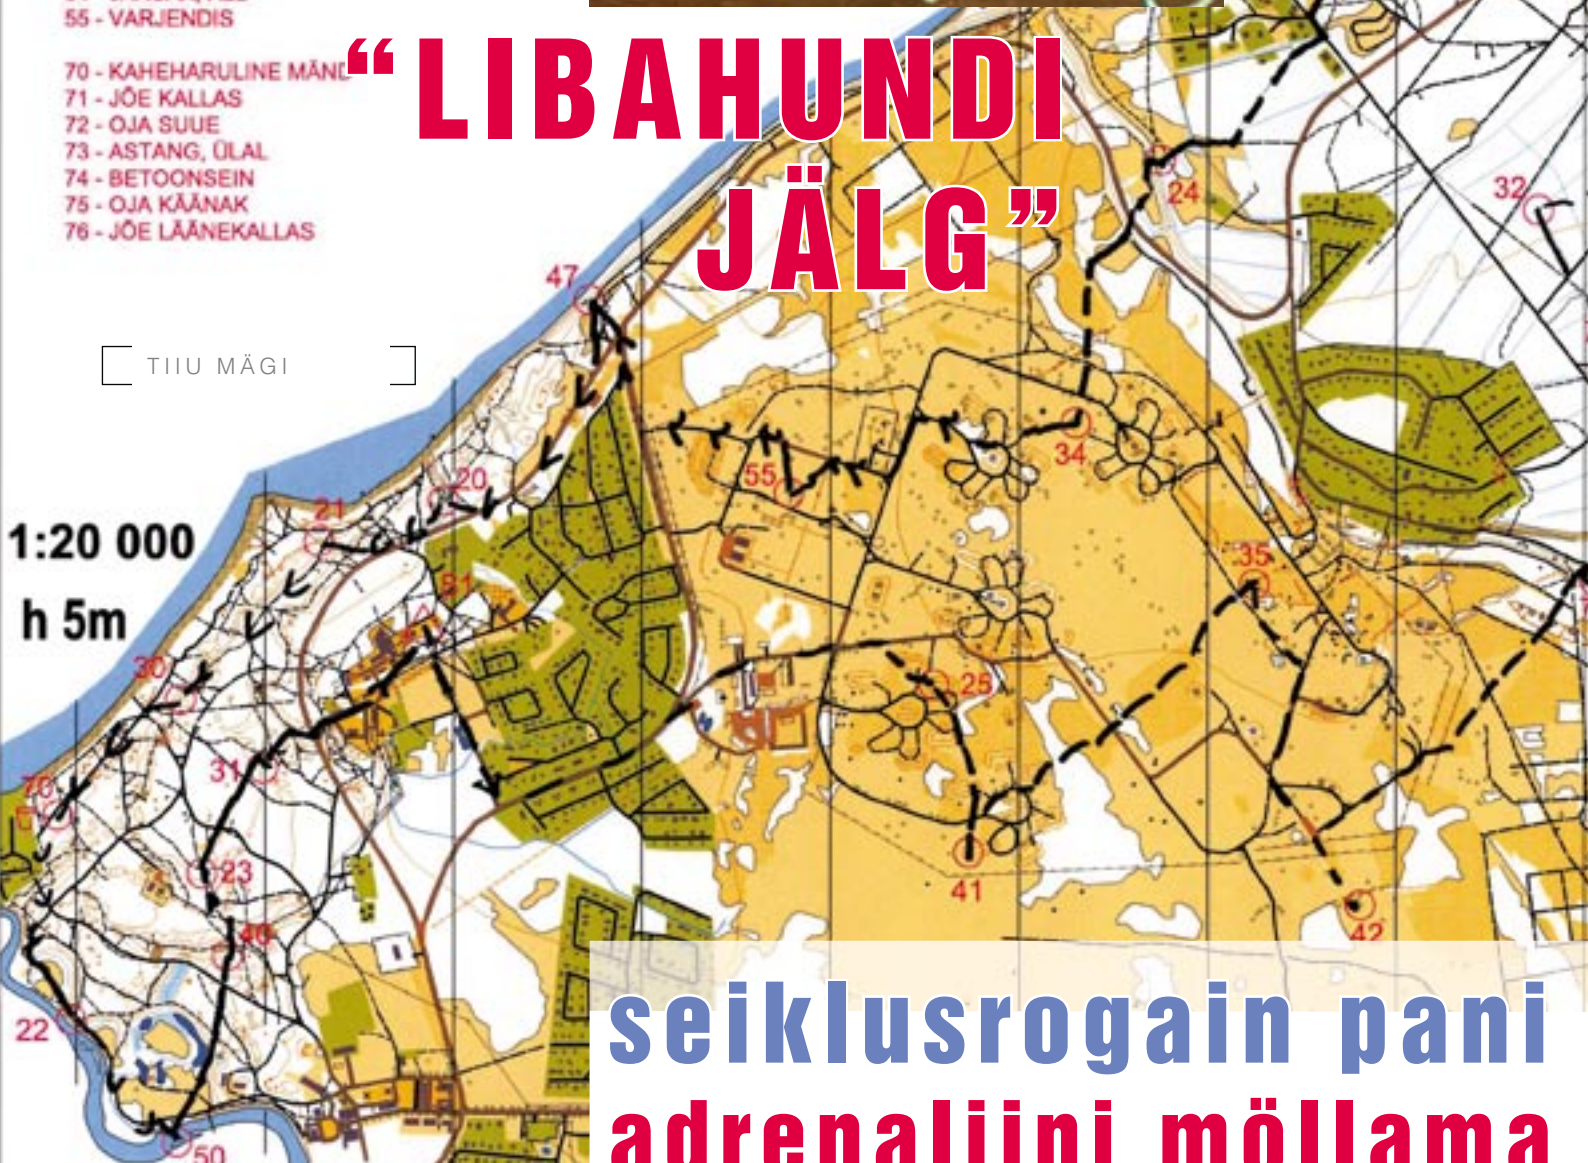 55 - VARJENDIS
70 - KAHEHARULINE MÄND
71 - JÕE KALLAS
72 - OJA SUUE
73 - ASTANG, ÜLAL
74 - BETOONSEIN
75 - OJA KÄÄNAK
76 - JÕE LÄÄNEKALLAS
“LIBAHUNDI
JÄLG”
TIIU MÄGI
1:20 000
h 5m
24
32
47
34
55
20
21
35
30
25
31
70
23
41
42
40
22
50
seiklusrogain pani
adrenaliini möllama